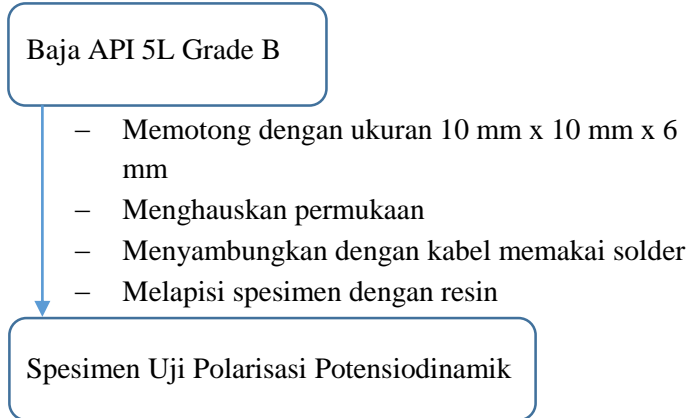 Baja API 5L Grade B
– Memotong dengan ukuran 10 mm x 10 mm x 6
mm
– Menghauskan permukaan
– Menyambungkan dengan kabel memakai solder
– Melapisi spesimen dengan resin
Spesimen Uji Polarisasi Potensiodinamik